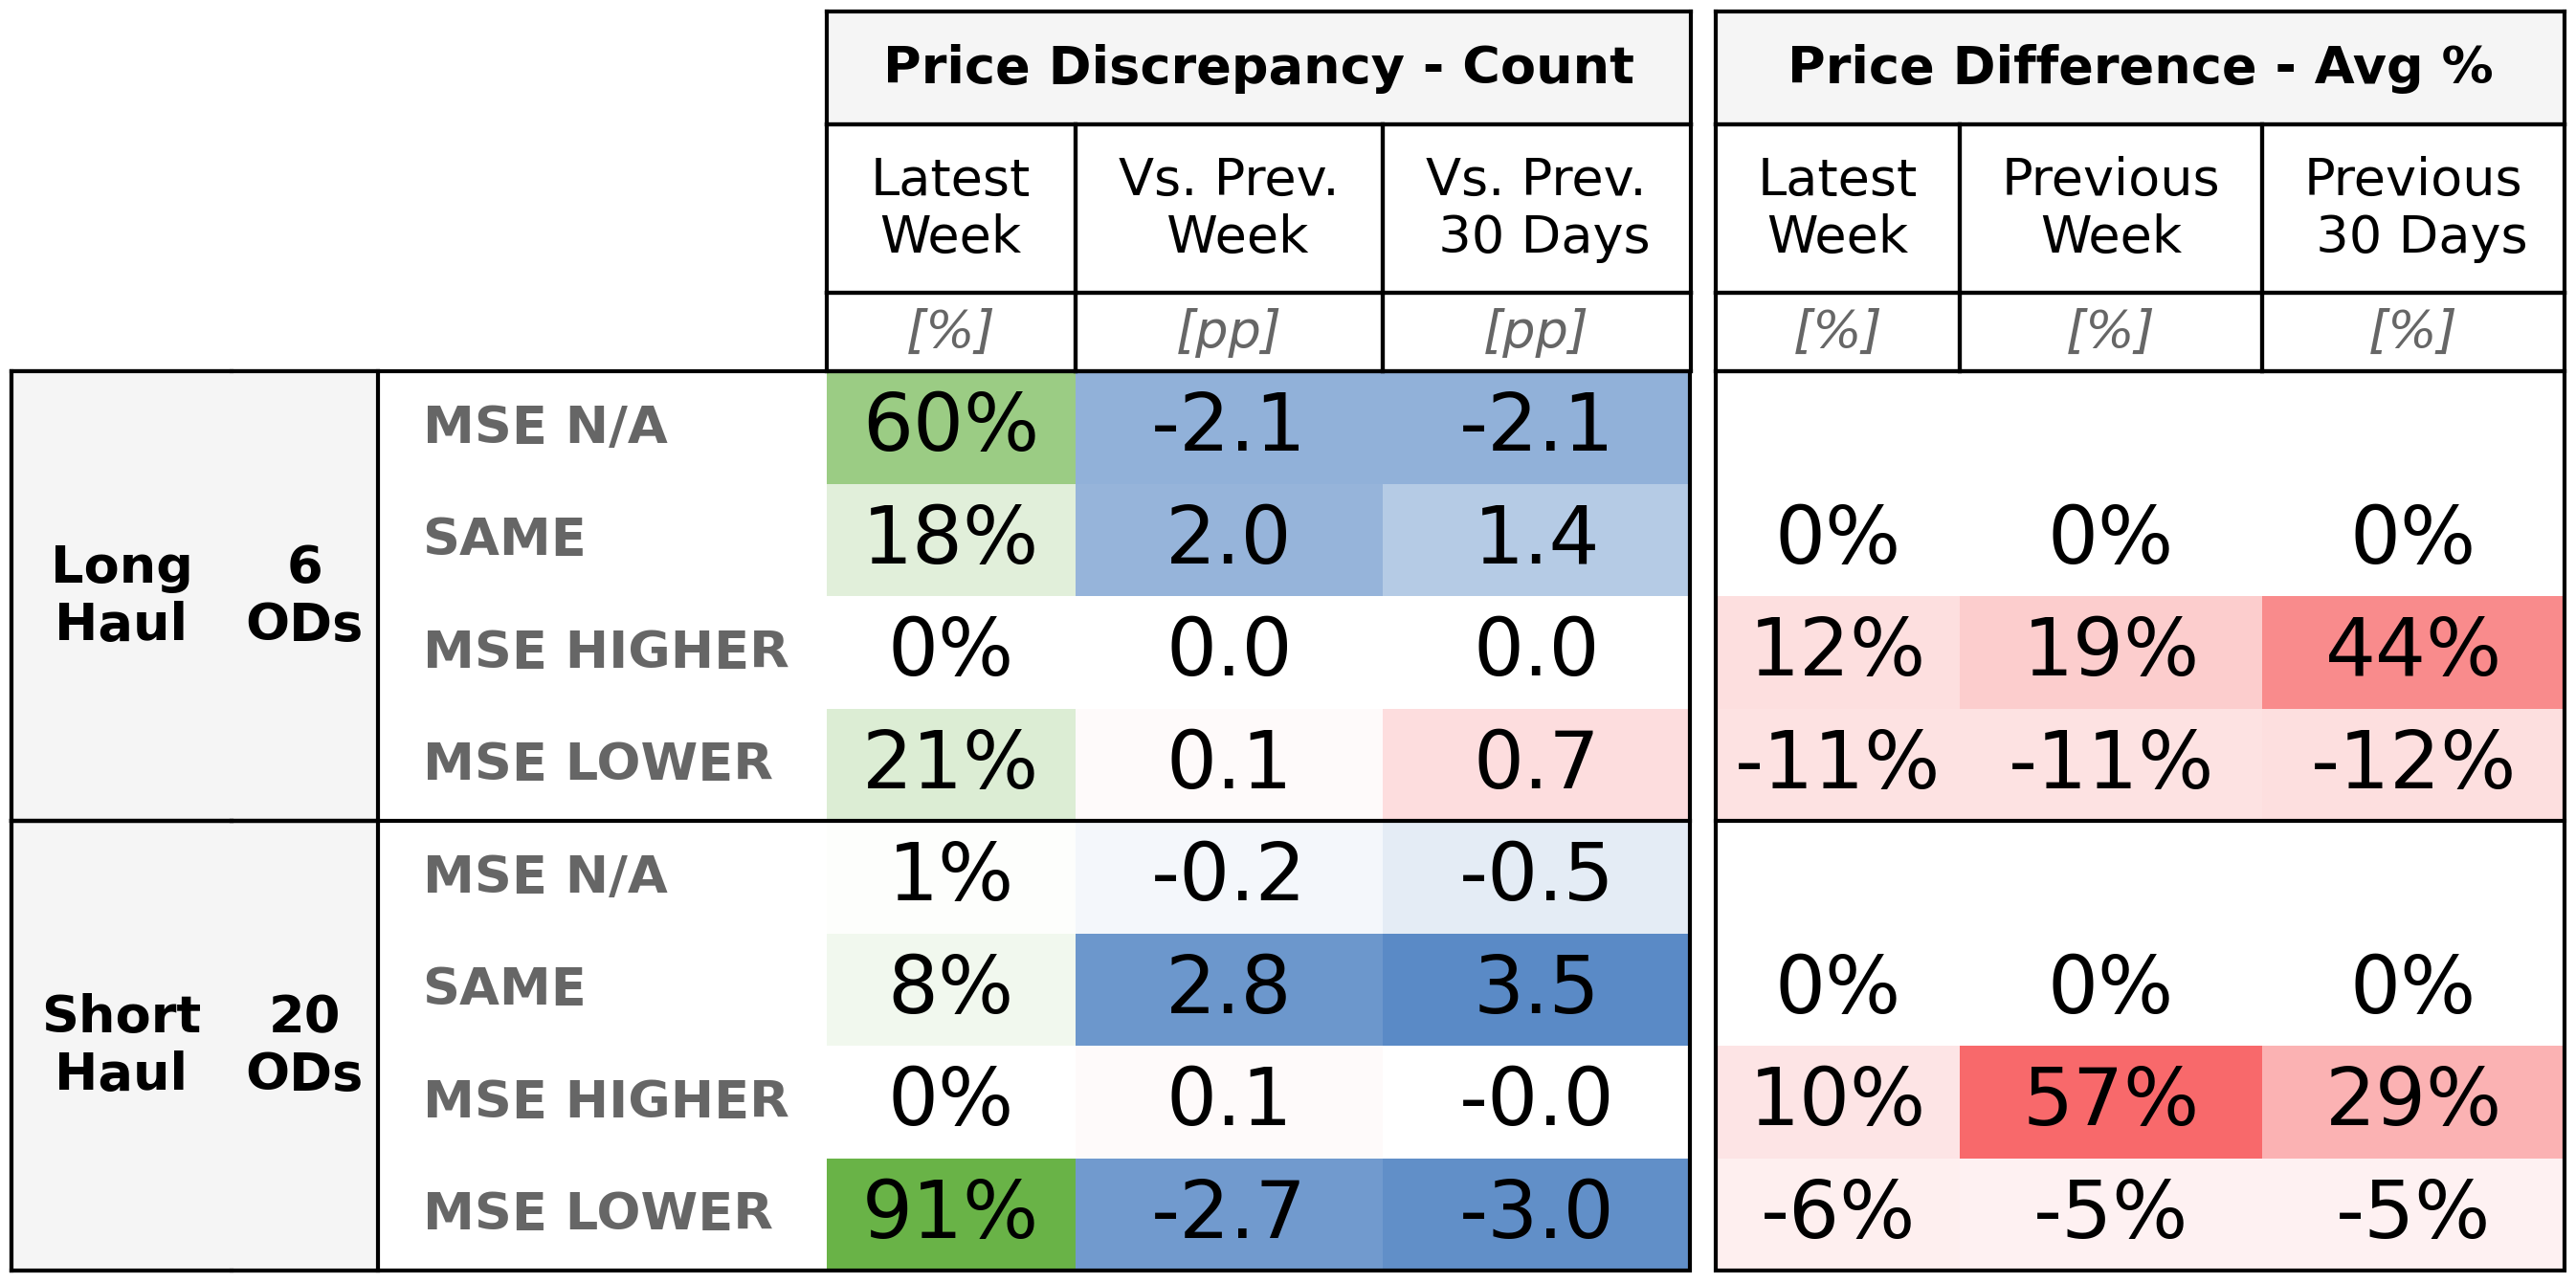 Price Discrepancy - Count Price Difference - Avg %
Latest Week Vs. Prev. Week Vs. Prev. 30 Days Latest Week Previous Week Previous 30 Days
[%] [pp] [pp] [%] [%] [%]
Long Haul 6 ODs
MSE N/A 60% -2.1 -2.1
SAME 18% 2.0 1.4 0% 0% 0%
MSE HIGHER 0% 0.0 0.0 12% 19% 44%
MSE LOWER 21% 0.1 0.7 -11% -11% -12%
Short Haul 20 ODs
MSE N/A 1% -0.2 -0.5
SAME 8% 2.8 3.5 0% 0% 0%
MSE HIGHER 0% 0.1 -0.0 10% 57% 29%
MSE LOWER 91% -2.7 -3.0 -6% -5% -5%